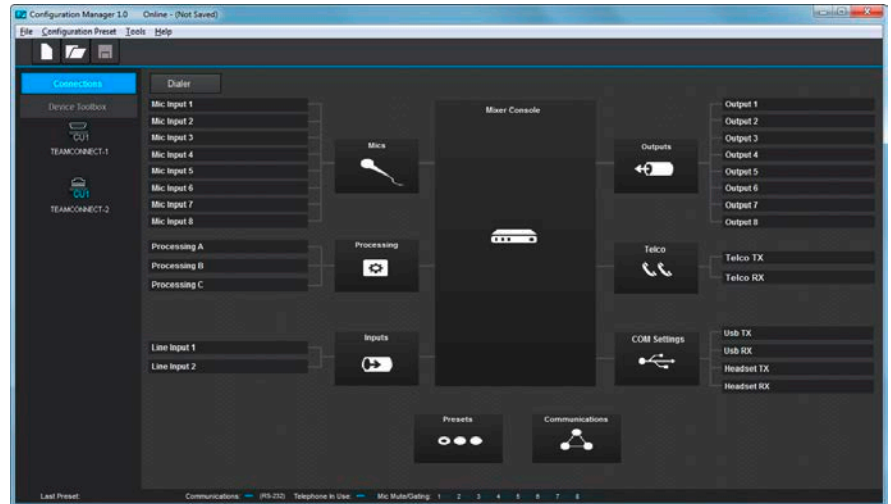 Configuration Manager 1.0 Online - (Not Saved)
File Configuration Preset Tools Help
Connections
Device Toolbox
CU1
TEAMCONNECT-1
CU1
TEAMCONNECT-2
Dialer
Mic Input 1
Mic Input 2
Mic Input 3
Mic Input 4
Mic Input 5
Mic Input 6
Mic Input 7
Mic Input 8
Mics
Processing A
Processing B
Processing C
Processing
Line Input 1
Line Input 2
Inputs
Mixer Console
Outputs
Output 1
Output 2
Output 3
Output 4
Output 5
Output 6
Output 7
Output 8
Telco
Telco TX
Telco RX
COM Settings
Usb TX
Usb RX
Headset TX
Headset RX
Presets
Communications
Last Preset: Communications: (RS-232) Telephone in Use: Mic Mute/Gating: 1 2 3 4 5 6 7 8